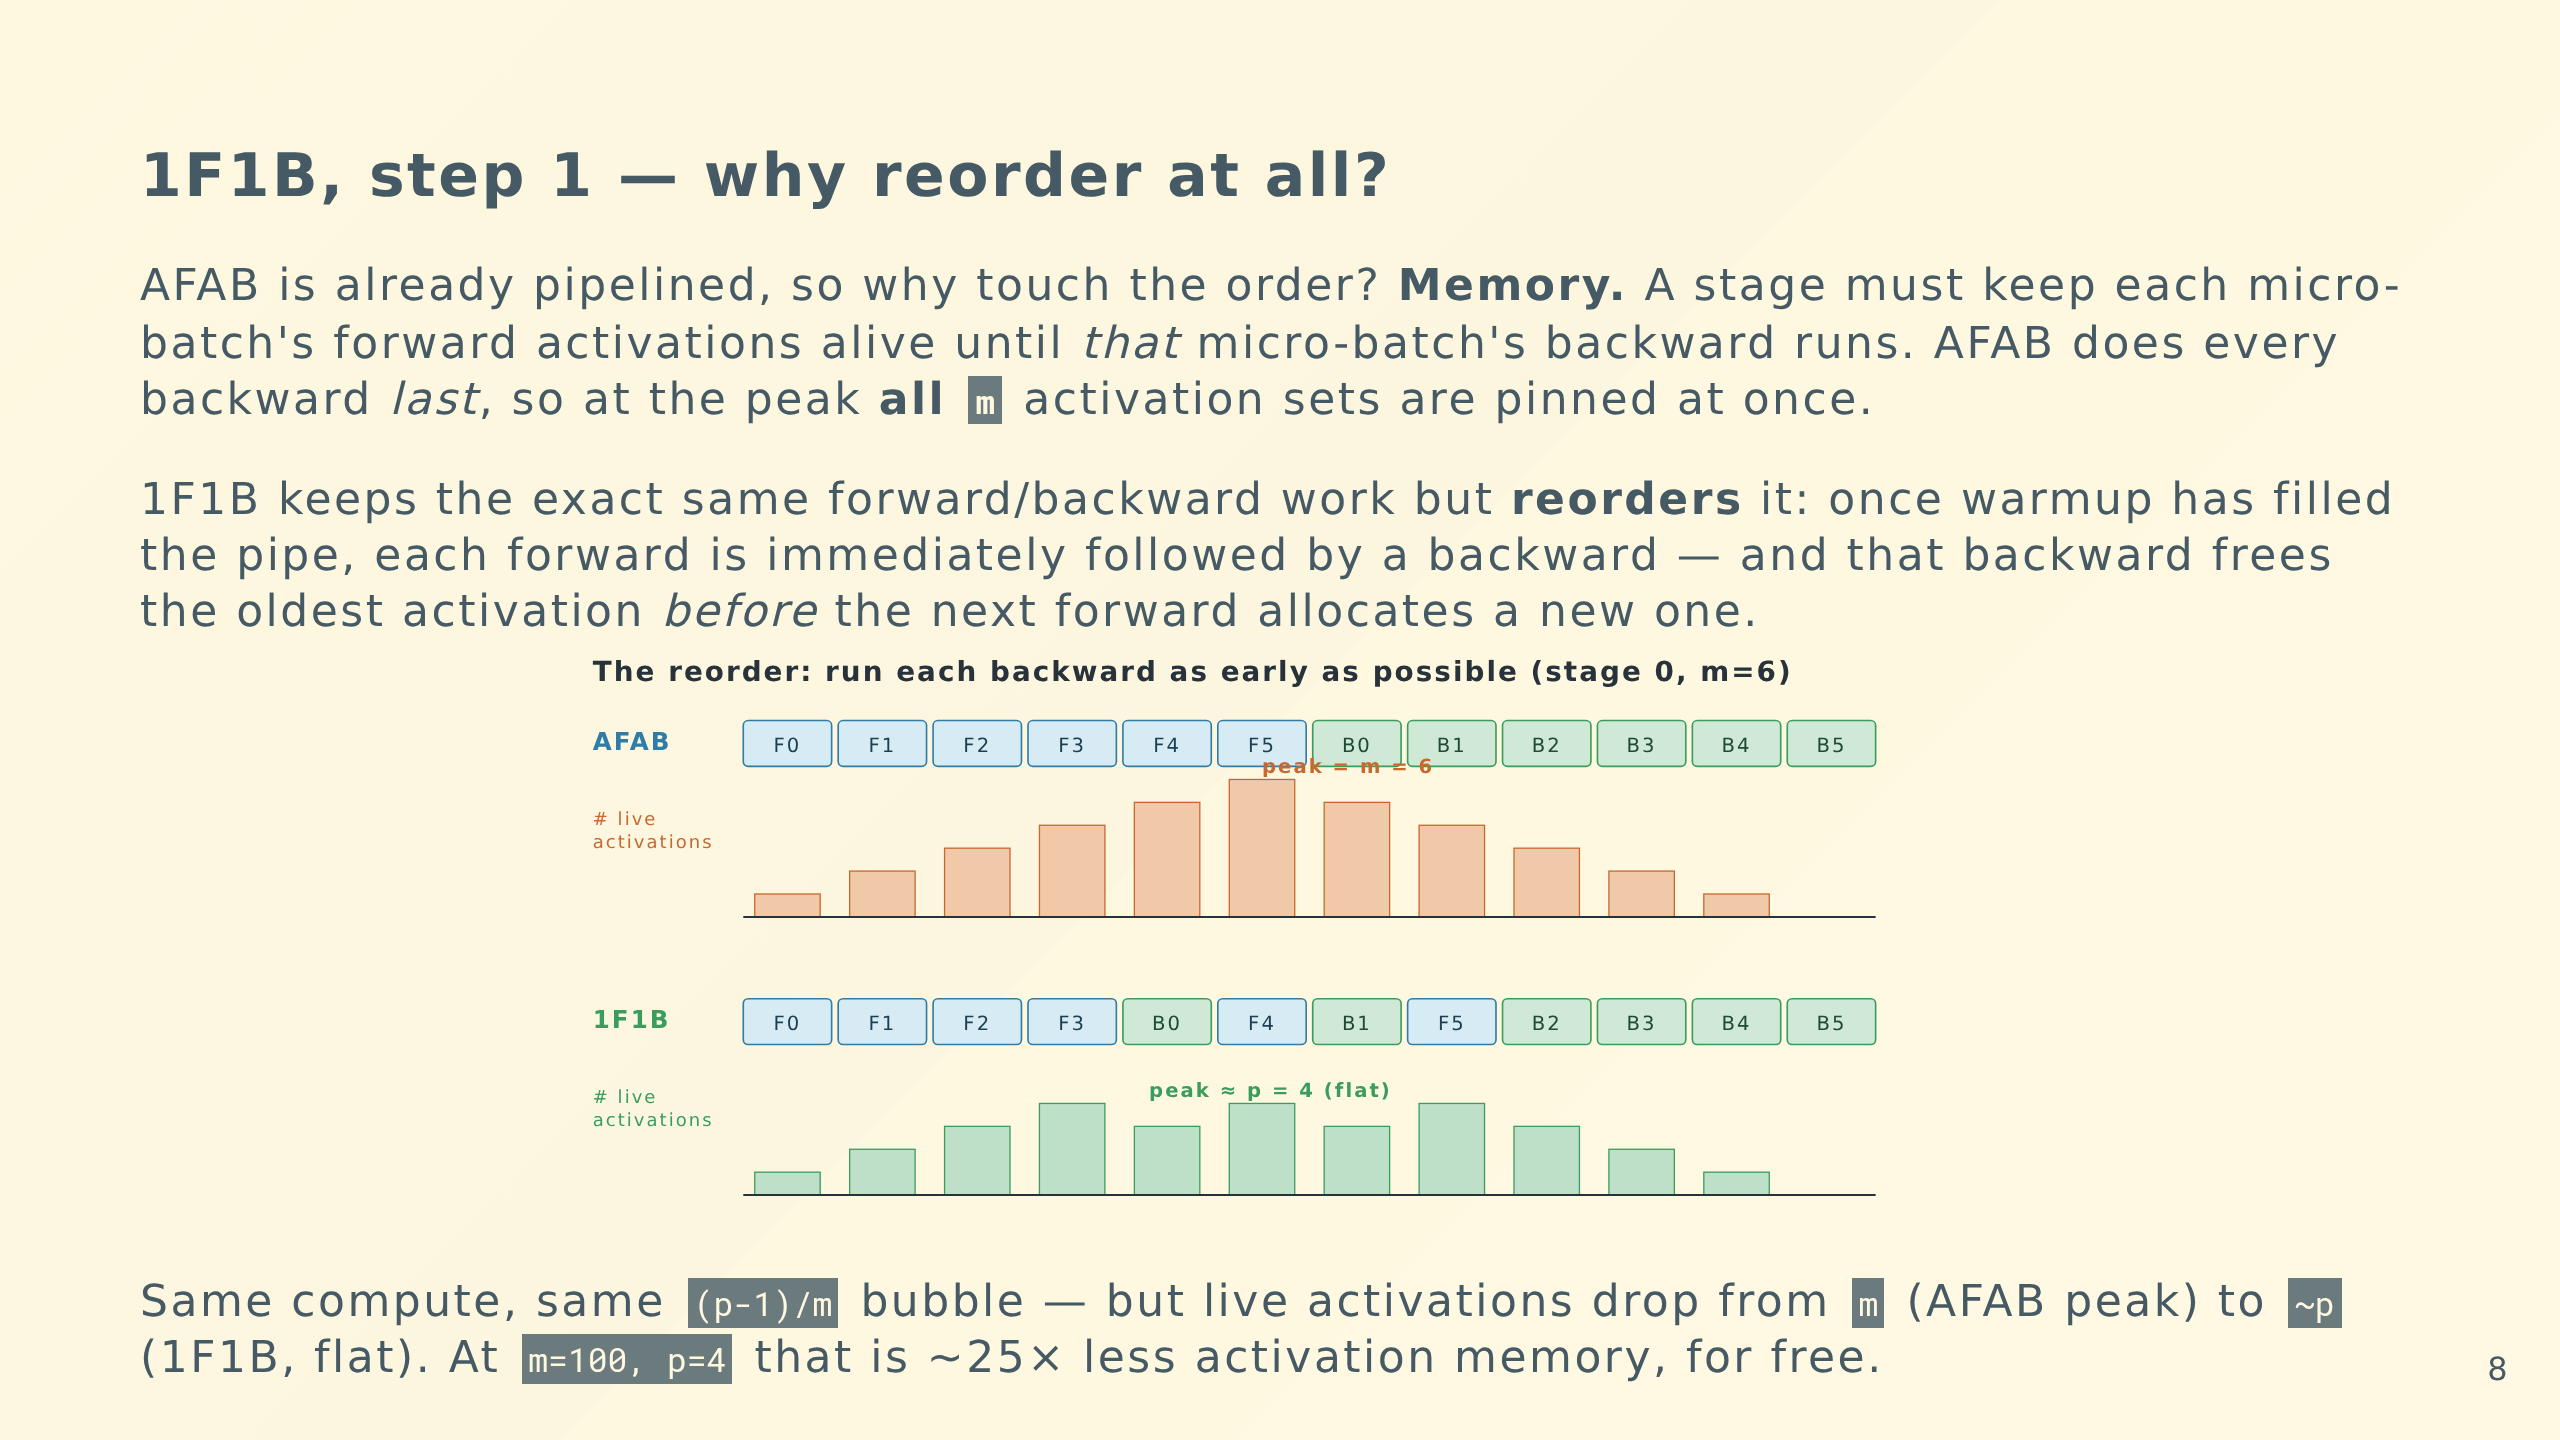 1F1B, step 1 — why reorder at all?
AFAB is already pipelined, so why touch the order? Memory. A stage must keep each micro-
batch's forward activations alive until that micro-batch's backward runs. AFAB does every
backward last, so at the peak all m activation sets are pinned at once.
1F1B keeps the exact same forward/backward work but reorders it: once warmup has filled
the pipe, each forward is immediately followed by a backward — and that backward frees
the oldest activation before the next forward allocates a new one.
The reorder: run each backward as early as possible (stage 0, m=6)
AFAB F0 F1 F2 F3 F4 F5 B0 B1 B2 B3 B4 B5
peak = m = 6
# live
activations
1F1B F0 F1 F2 F3 B0 F4 B1 F5 B2 B3 B4 B5
peak ≈ p = 4 (flat)
# live
activations
Same compute, same (p-1)/m bubble — but live activations drop from m (AFAB peak) to ~p
(1F1B, flat). At m=100, p=4 that is ~25× less activation memory, for free.
8